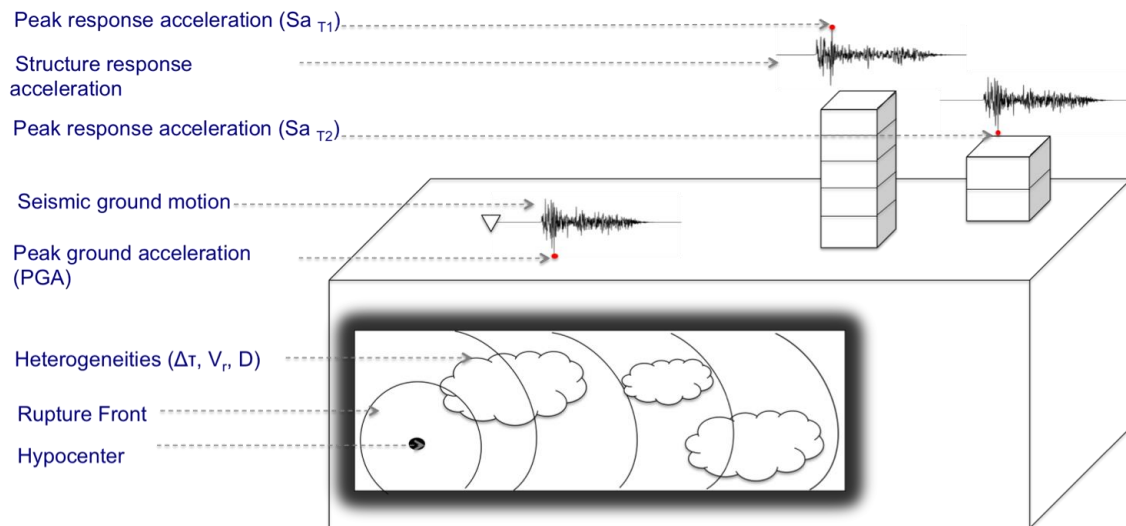 Peak response acceleration (Sa T1)
Structure response
acceleration
Peak response acceleration (Sa T2)
Seismic ground motion
Peak ground acceleration
(PGA)
Heterogeneities (Δτ, Vr, D)
Rupture Front
Hypocenter